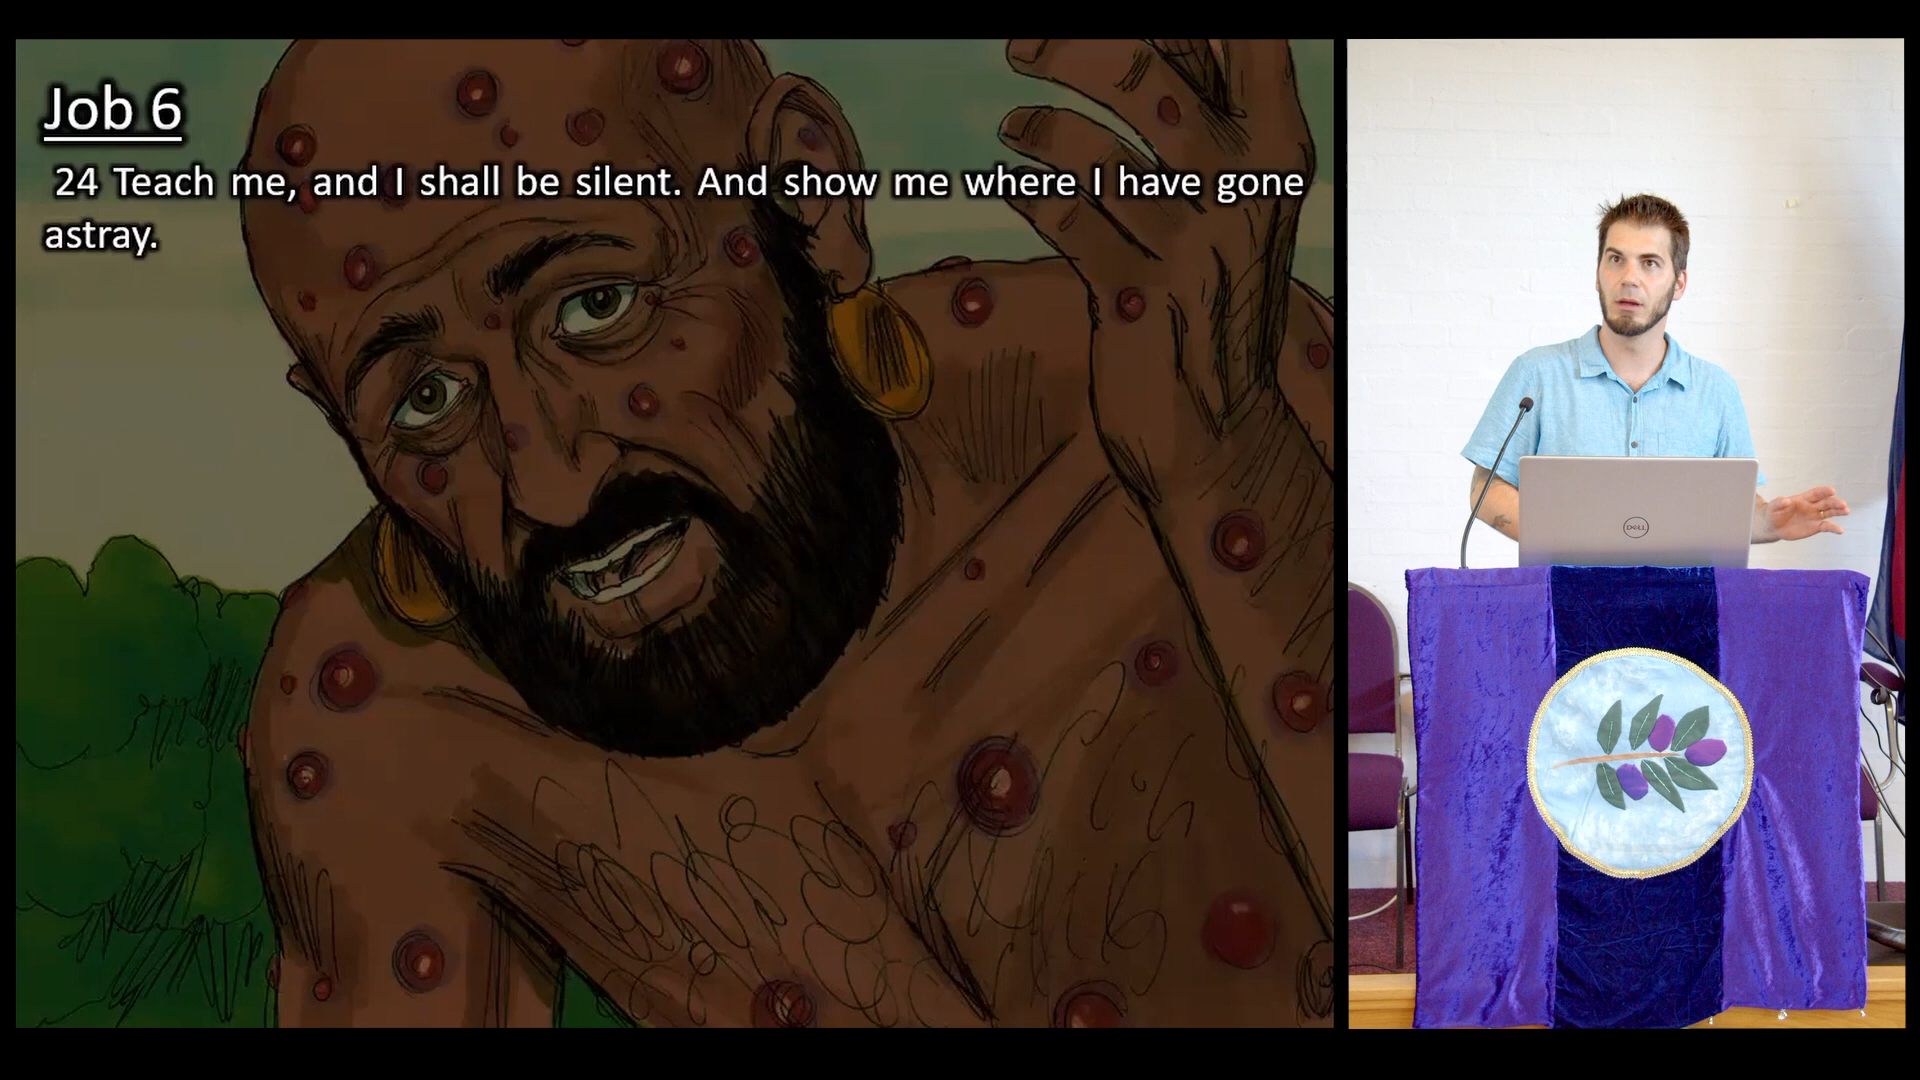 Job 6
24 Teach me, and I shall be silent. And show me where I have gone
astray.
DELL